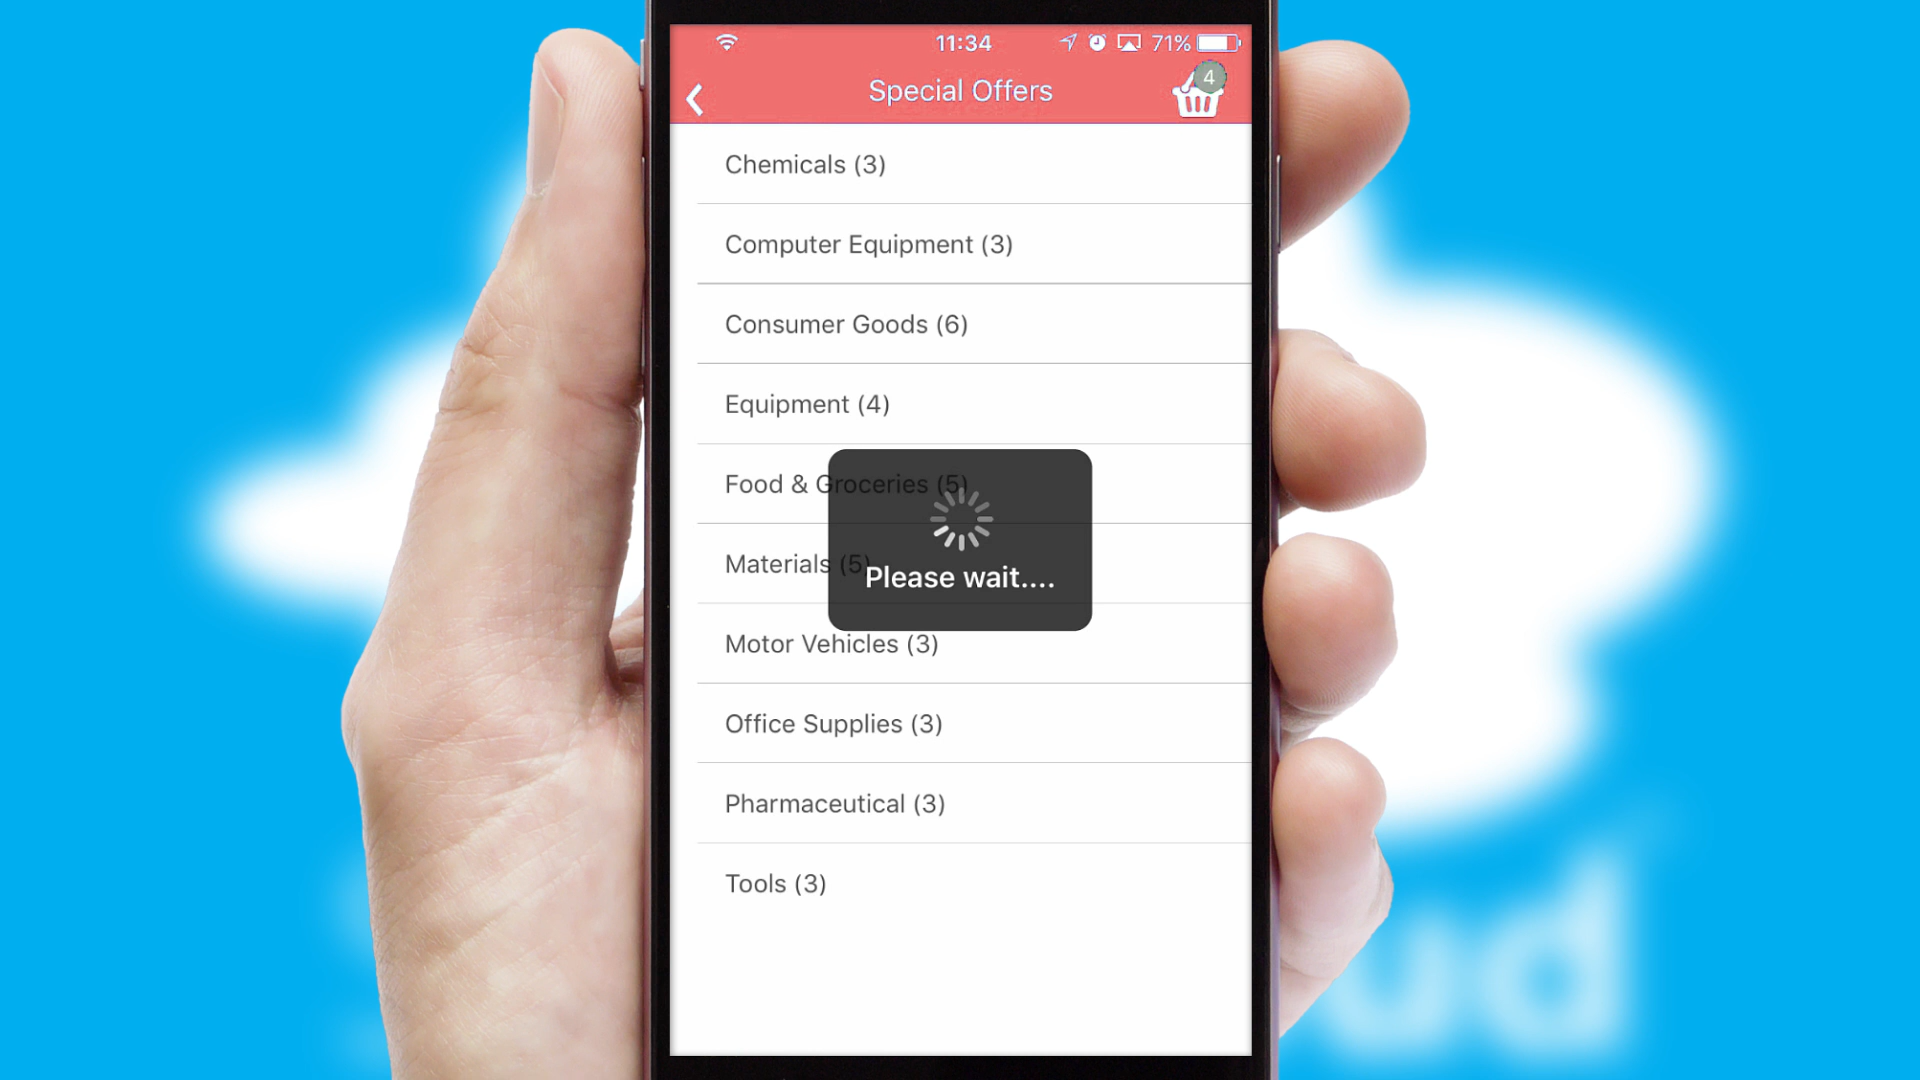 11:34
71%
Special Offers
4
Chemicals (3)
Computer Equipment (3)
Consumer Goods (6)
Equipment (4)
Food & Groceries (5)
Materials (5)
Please wait....
Motor Vehicles (3)
Office Supplies (3)
Pharmaceutical (3)
Tools (3)